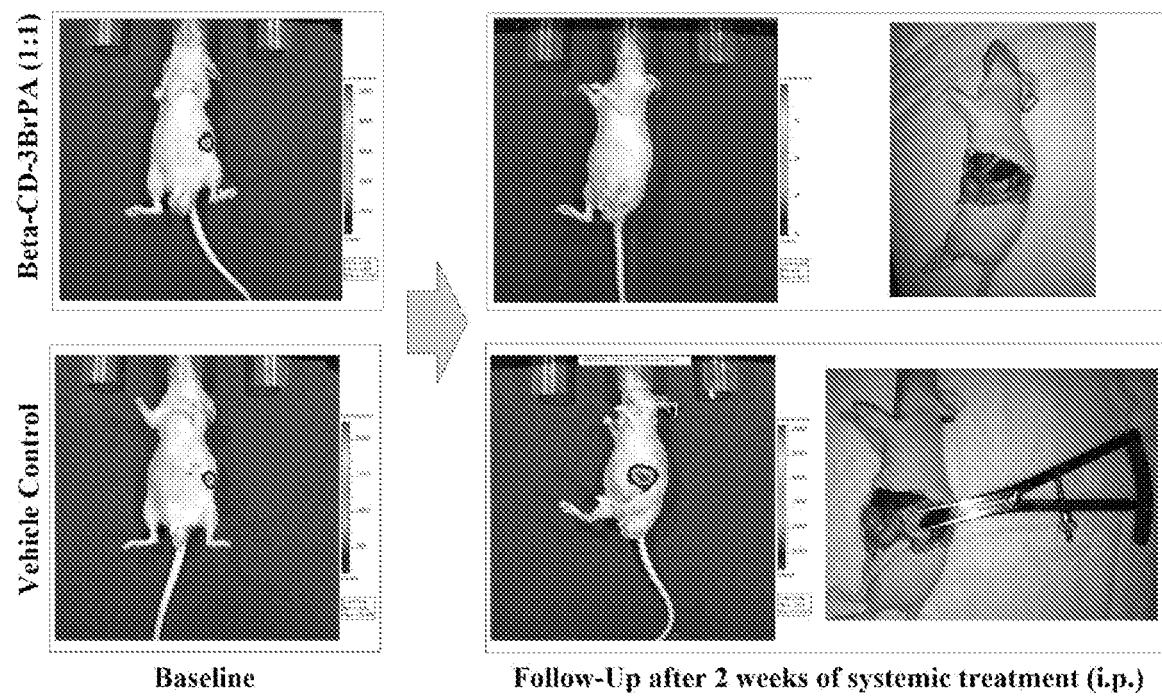 Beta-CD-3BrPA (1:1)
Vehicle Control
Baseline
Follow-Up after 2 weeks of systemic treatment (i.p.)